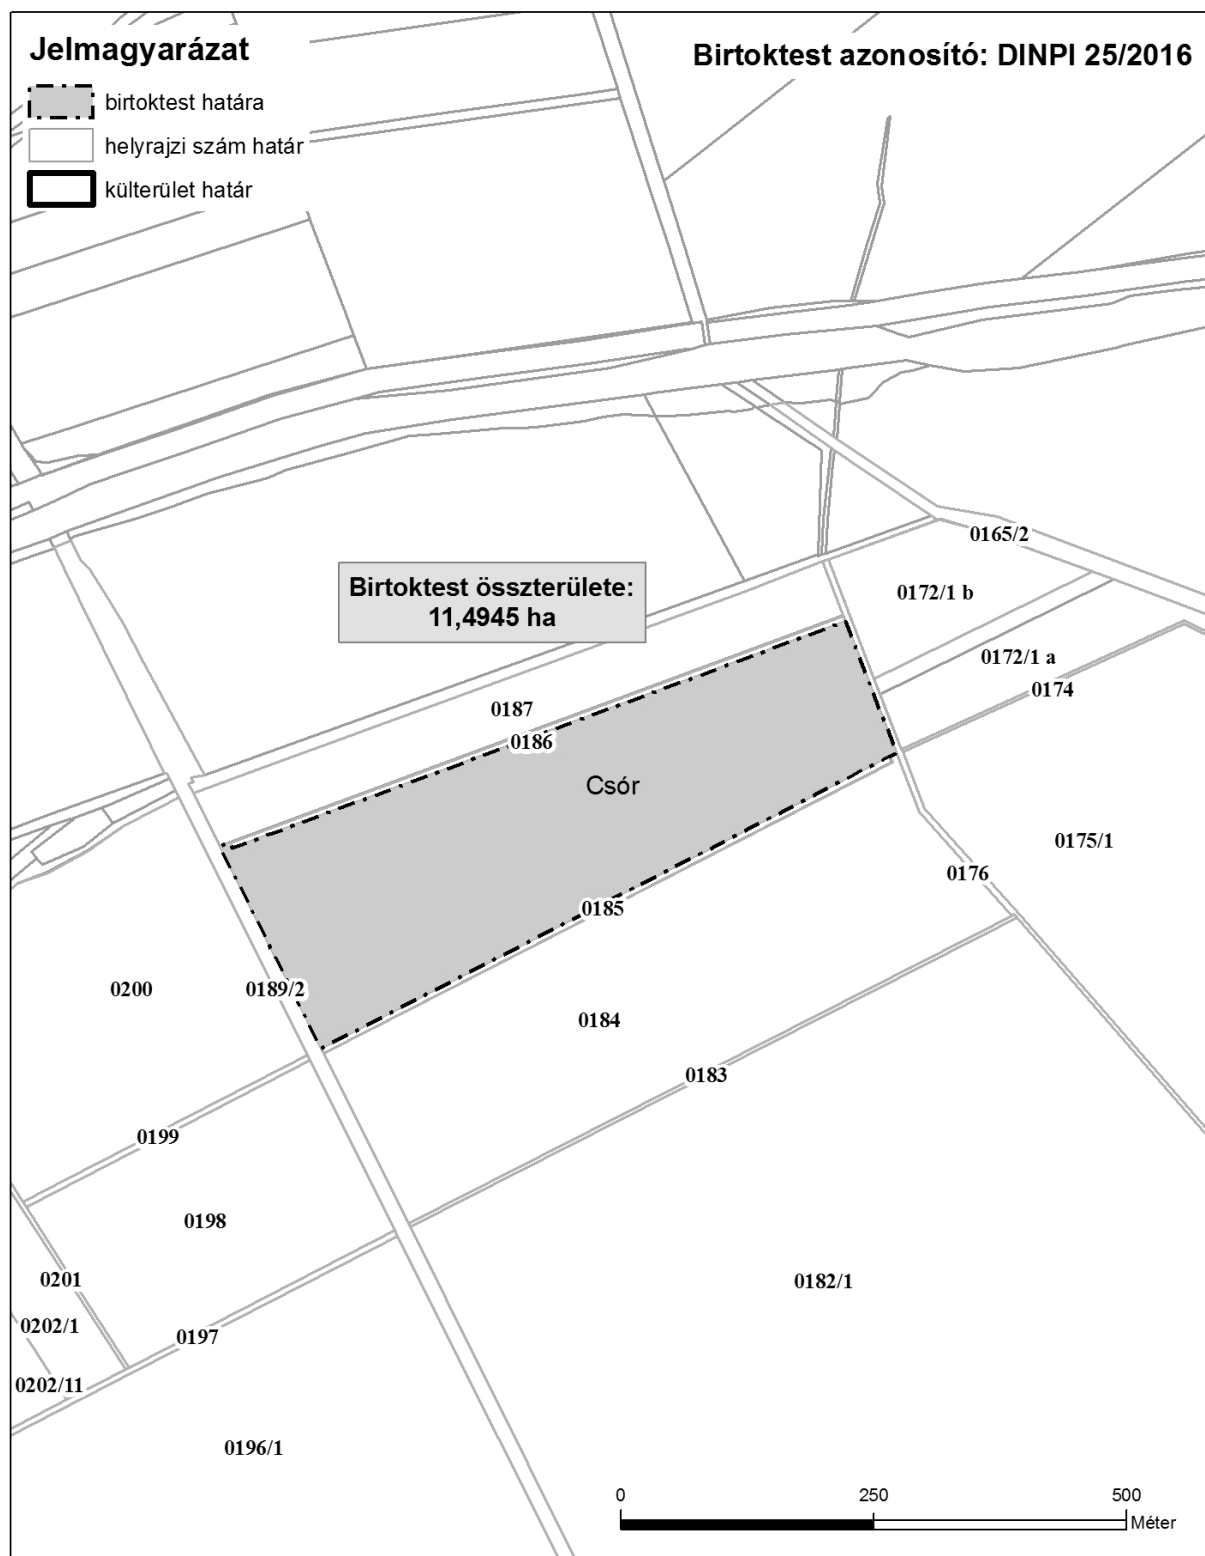 Jelmagyarázat
birtoktest határa
helyrajzi szám határ
külterület határ
Birtoktest azonosító: DINPI 25/2016
0165/2
Birtoktest összterülete:
11,4945 ha
0172/1 b
0172/1 a
0174
0187
0186
Csór
0175/1
0176
0185
0200
0189/2
0184
0183
0199
0198
0201
0182/1
0202/1
0197
0202/11
0196/1
0
250
500
Méter